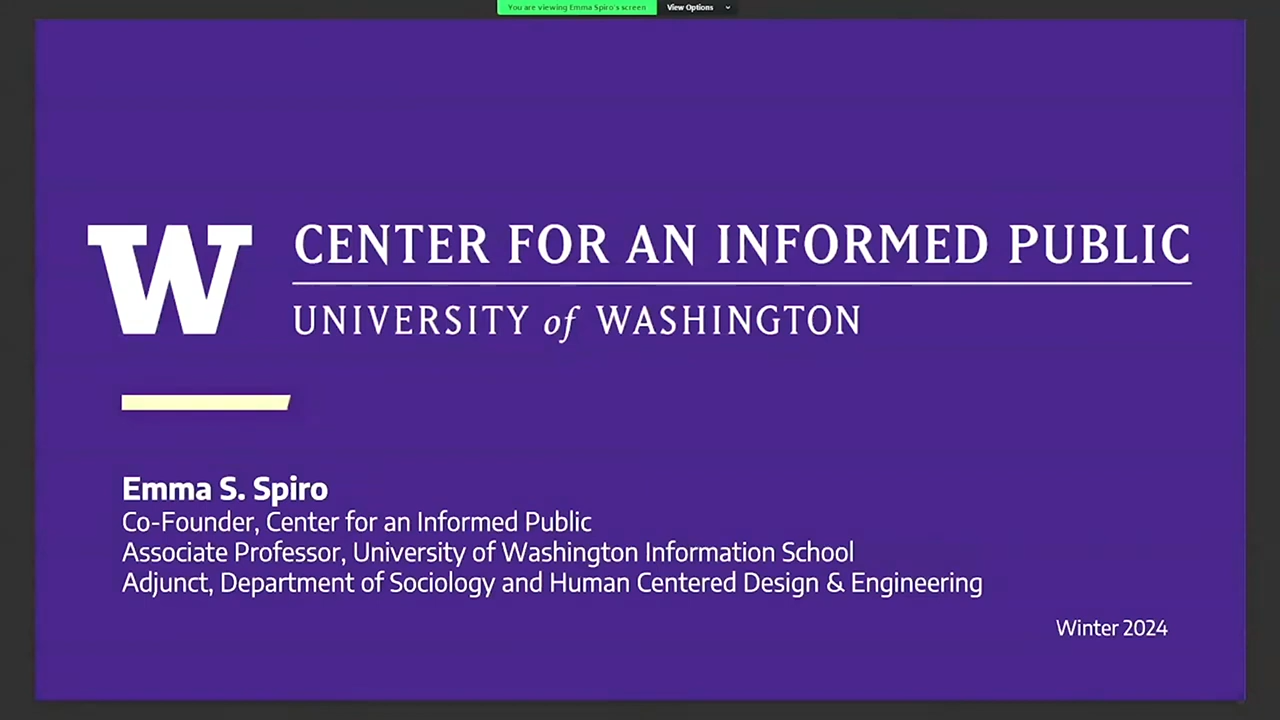 You are viewing Emma Spiro's screen View Options
W
CENTER FOR AN INFORMED PUBLIC
UNIVERSITY of WASHINGTON
Emma S. Spiro
Co-Founder, Center for an Informed Public
Associate Professor, University of Washington Information School
Adjunct, Department of Sociology and Human Centered Design & Engineering
Winter 2024